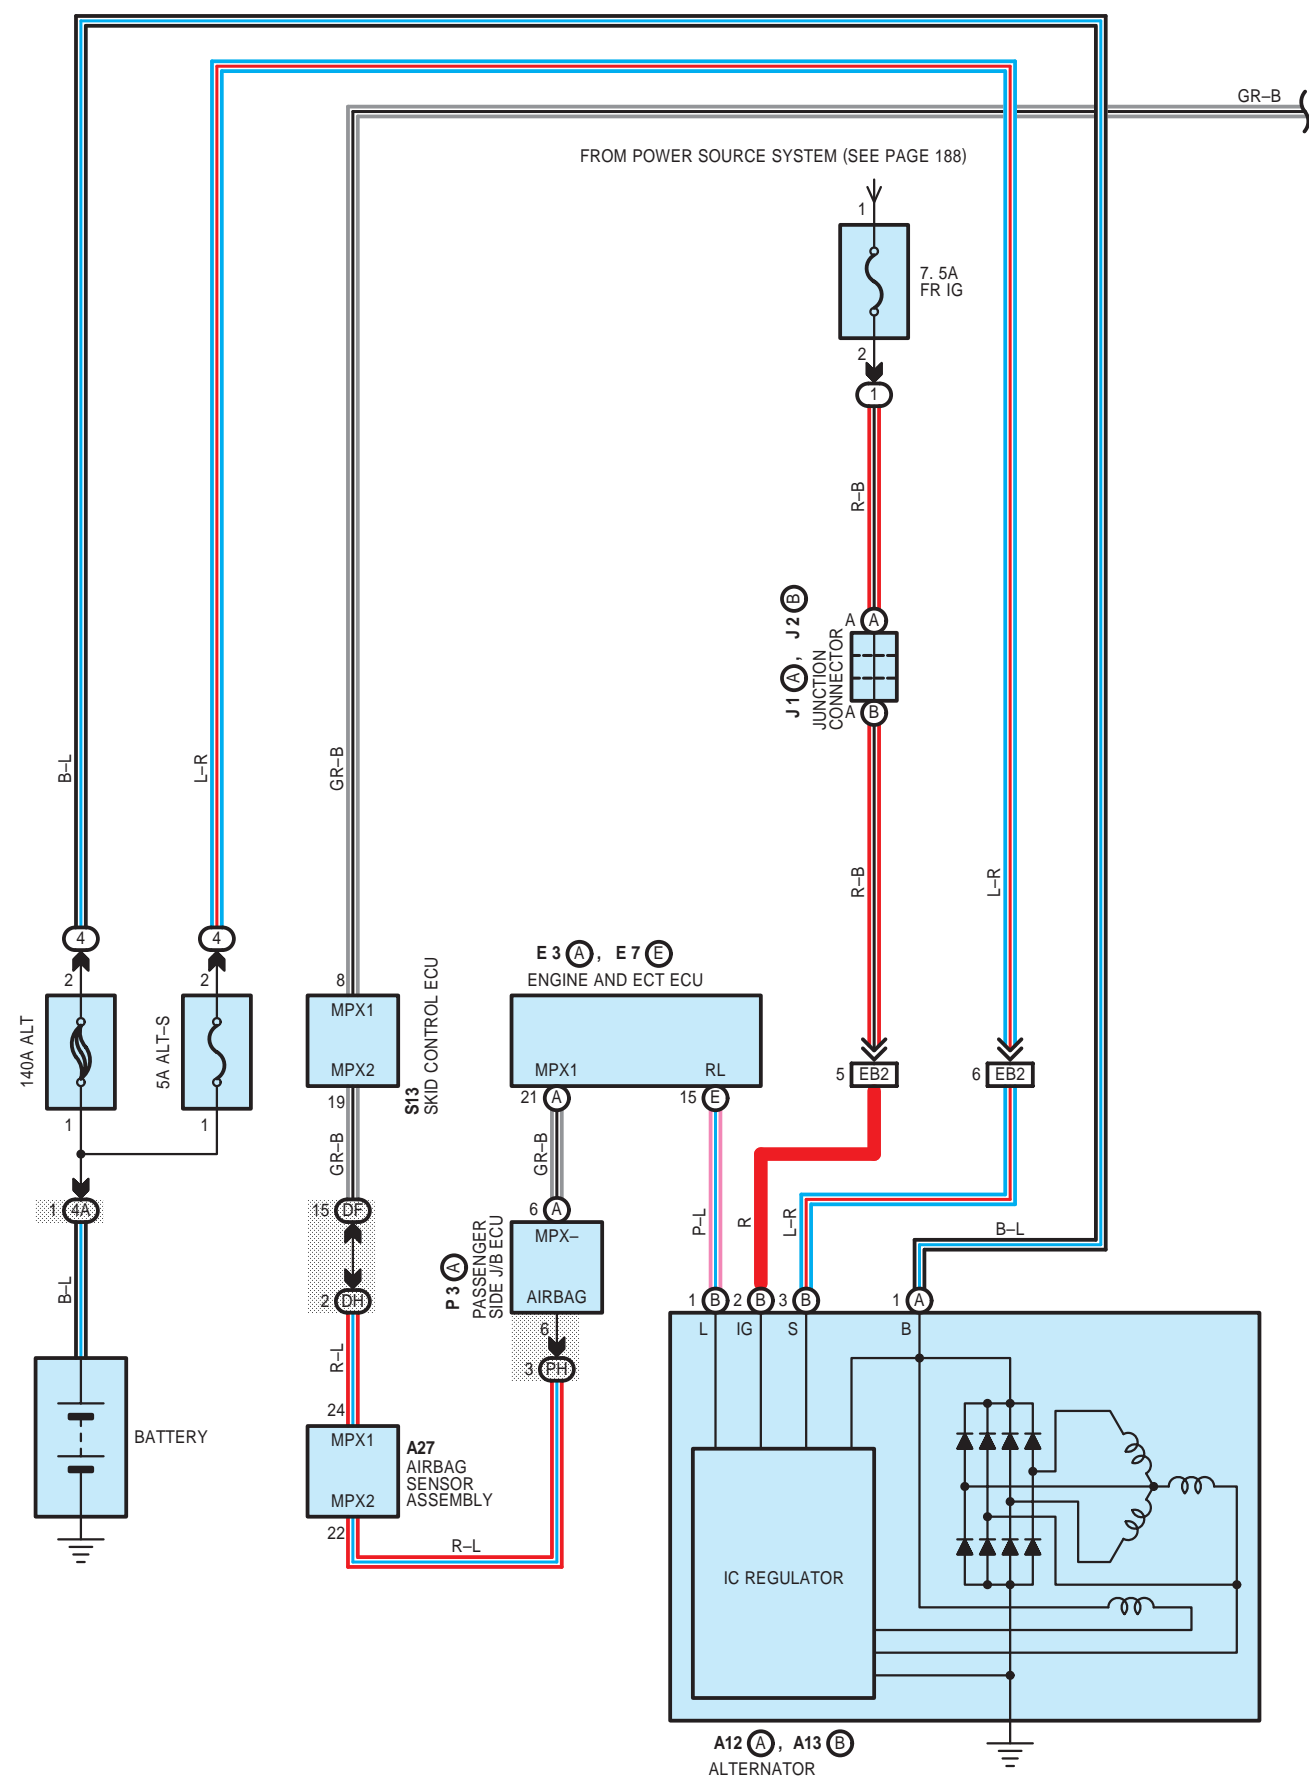 GR–B
FROM POWER SOURCE SYSTEM (SEE PAGE 188)
1
7. 5A
FR IG
2
1
R–B
J 1 A , J 2 B
JUNCTION
CONNECTOR
A A
A B
B–L
L–R
GR–B
R–B
L–R
4
4
2
2
140A ALT
5A ALT–S
1
1
8
MPX1
MPX2
19
S13
SKID CONTROL ECU
E 3 A , E 7 E
ENGINE AND ECT ECU
MPX1
RL
21 A
15 E
5 EB2
6 EB2
GR–B
GR–B
1 4A
15 DF
2 DH
6 A
MPX–
AIRBAG
P 3 A
PASSENGER
SIDE J/B ECU
6
3 PH
P–L
R
L–R
B–L
B–L
R–L
BATTERY
24
MPX1
MPX2
22
A27
AIRBAG
SENSOR
ASSEMBLY
R–L
1 B
2 B
3 B
1 A
L
IG
S
B
IC REGULATOR
A12 A , A13 B
ALTERNATOR